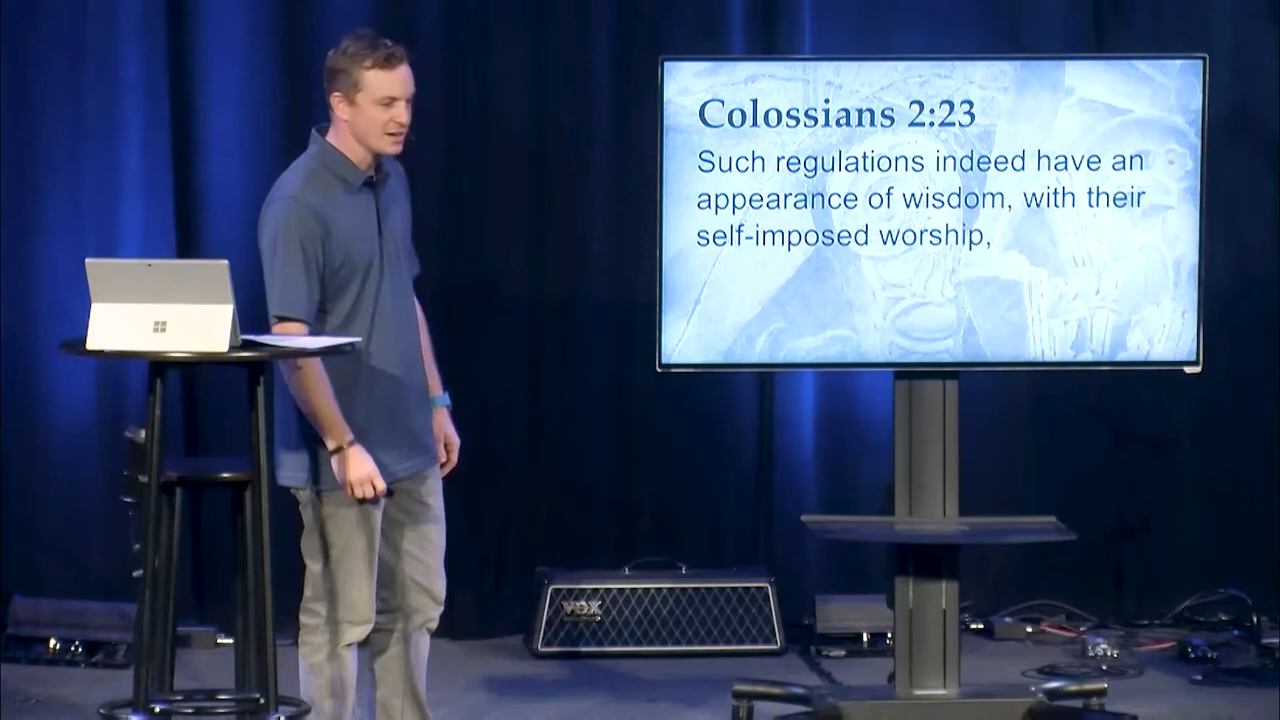 Colossians 2:23
Such regulations indeed have an
appearance of wisdom, with their
self-imposed worship,
VOX